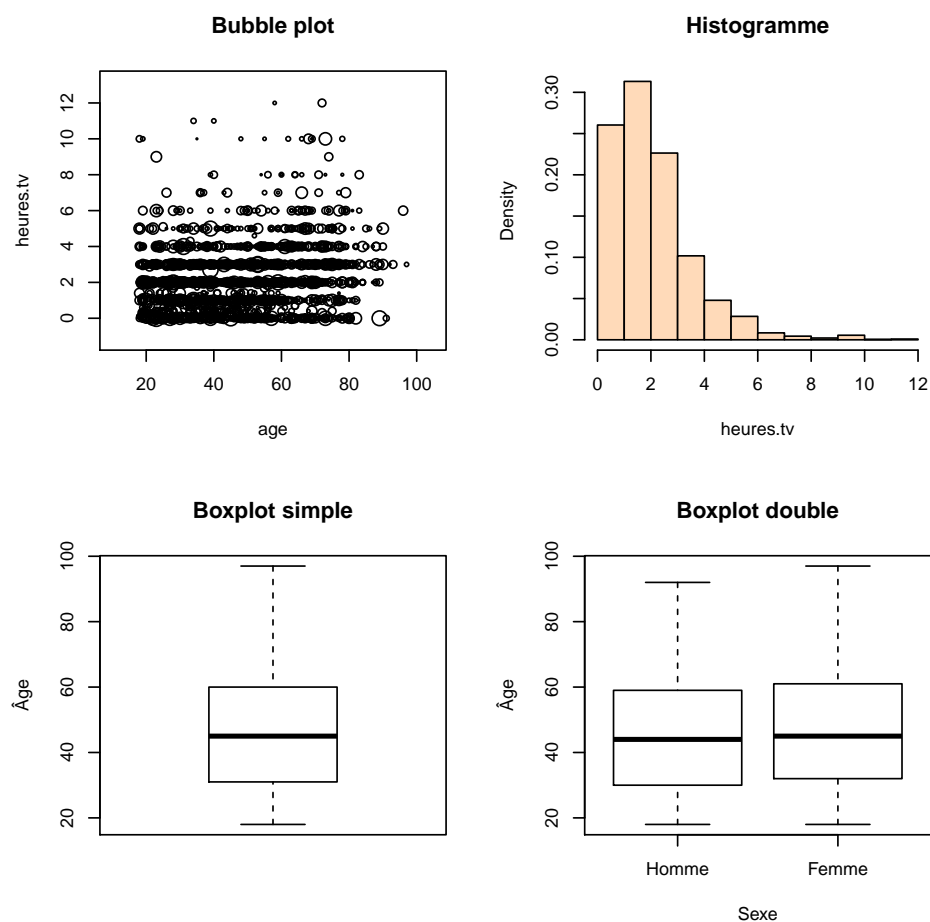 Bubble plot
heures.tv
12
10
8
6
4
2
0
20 40 60 80 100
age
Histogramme
Density
0.30
0.20
0.10
0.00
0 2 4 6 8 10 12
heures.tv
Boxplot simple
Âge
100
80
60
40
20
Boxplot double
Âge
100
80
60
40
20
Homme Femme
Sexe